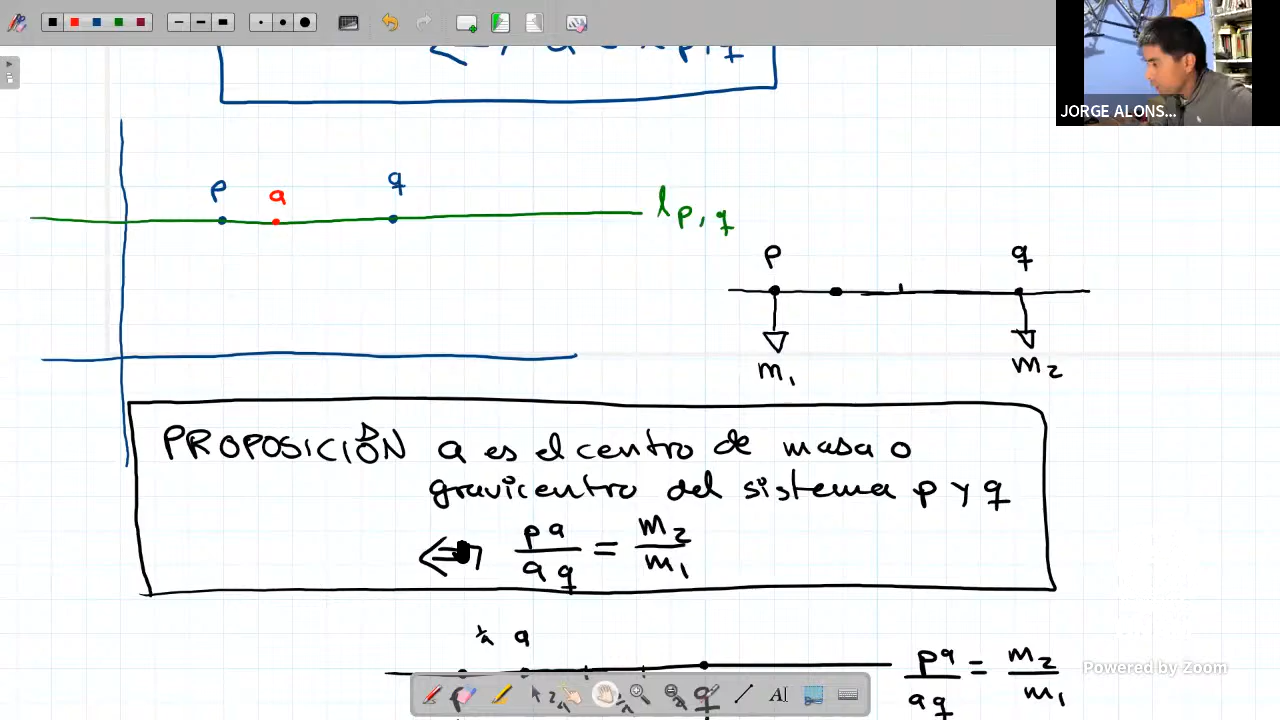 p, q
JORGE ALONS...
p a q
l p, q
p q
m1 m2
PROPOSICIÓN a es el centro de masa o
gravicentro del sistema p y q
⟺ pa/aq = m2/m1
a
pa/aq = m2/m1
Powered by Zoom
AI